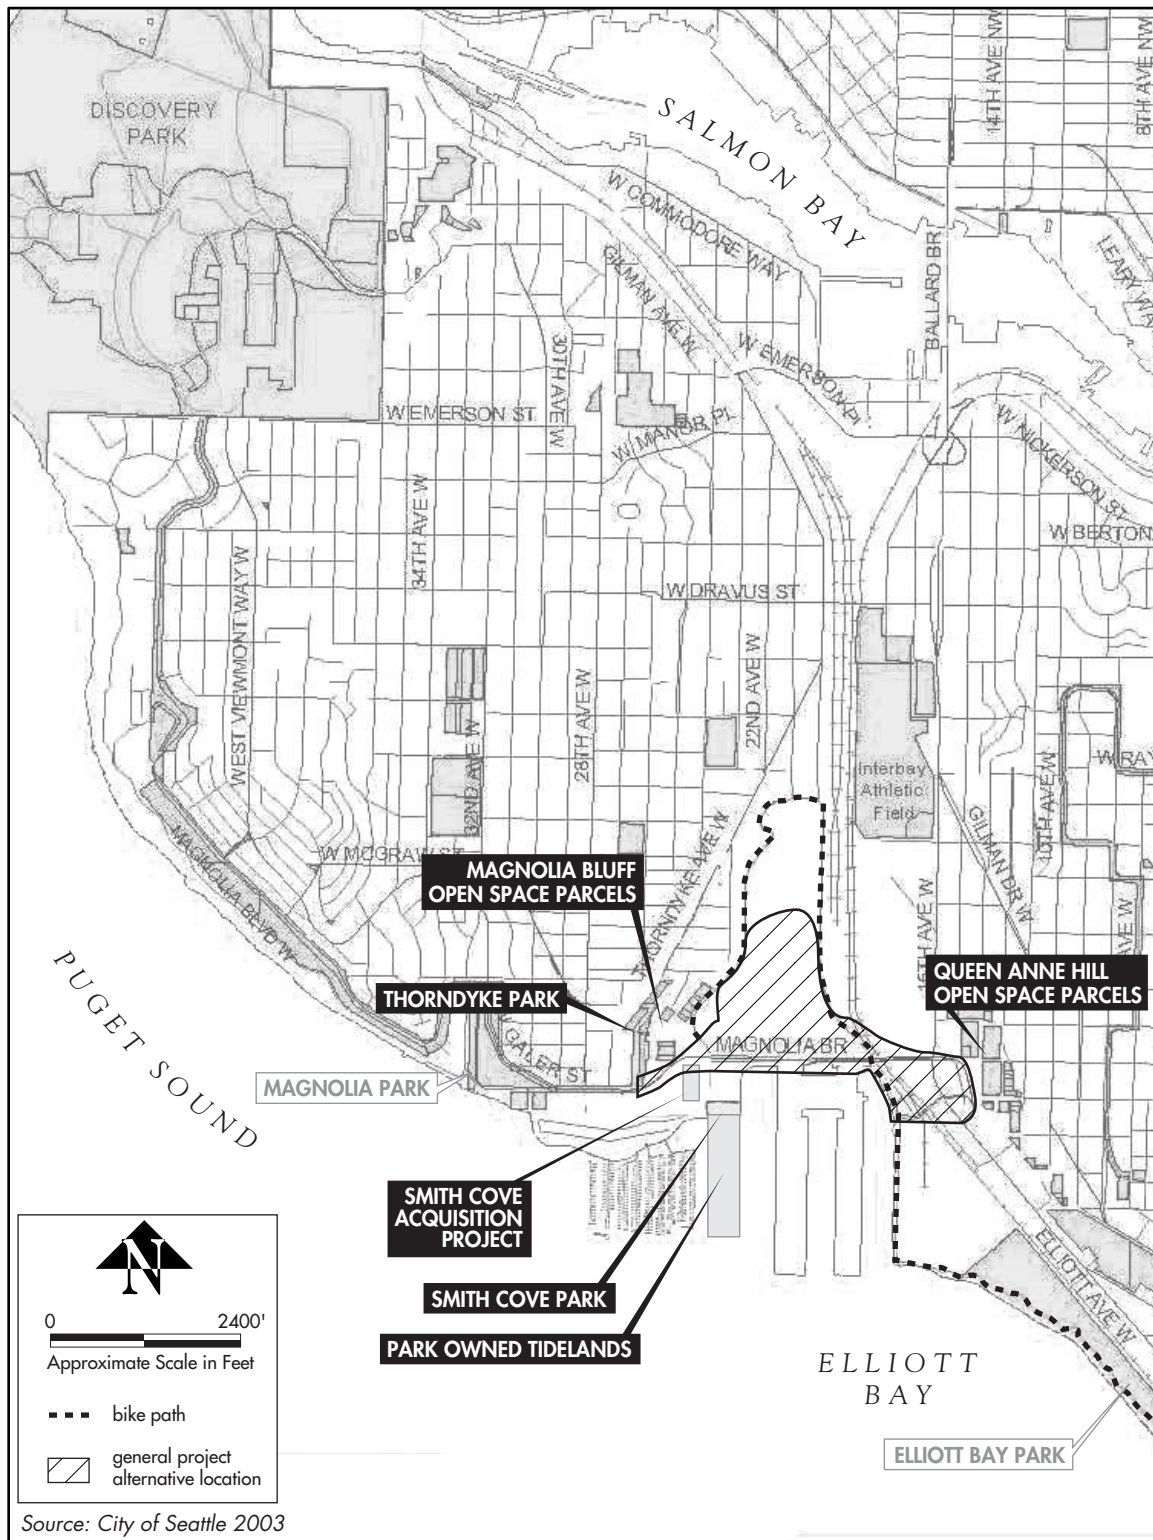 DISCOVERY
PARK
SALMON BAY
14TH AVE NW
8TH AVE NW
W COMMODORE WAY
GILMAN AVE W
BALLARD BR
LEARY WA
30TH AVE W
W EMERSON PL
W EMERSON ST
W MANOR PL
W NICKERSON ST
34TH AVE W
W BERTON
W DRAVUS ST
WEST VIEWMONT WAY W
28TH AVE W
22ND AVE W
32ND AVE W
Interbay
Athletic
Field
10TH AVE W
W RAY
GILMAN DR W
MAGNOLIA BLVD W
W MCGRAW ST
MAGNOLIA BLUFF
OPEN SPACE PARCELS
THORNDYKE AVE W
15TH AVE W
AVE W
QUEEN ANNE HILL
OPEN SPACE PARCELS
PUGET SOUND
THORNDYKE PARK
MAGNOLIA BR
W GALER ST
MAGNOLIA PARK
SMITH COVE
ACQUISITION
PROJECT
SMITH COVE PARK
PARK OWNED TIDELANDS
ELLIOTT AVE W
ELLIOTT
BAY
ELLIOTT BAY PARK
N
0 2400'
Approximate Scale in Feet
bike path
general project
alternative location
Source: City of Seattle 2003